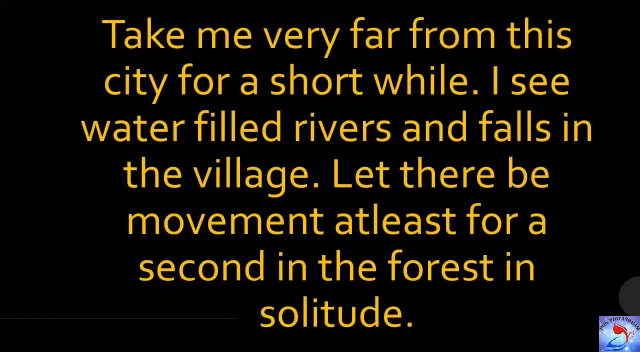 Take me very far from this
city for a short while. I see
water filled rivers and falls in
the village. Let there be
movement atleast for a
second in the forest in
solitude.